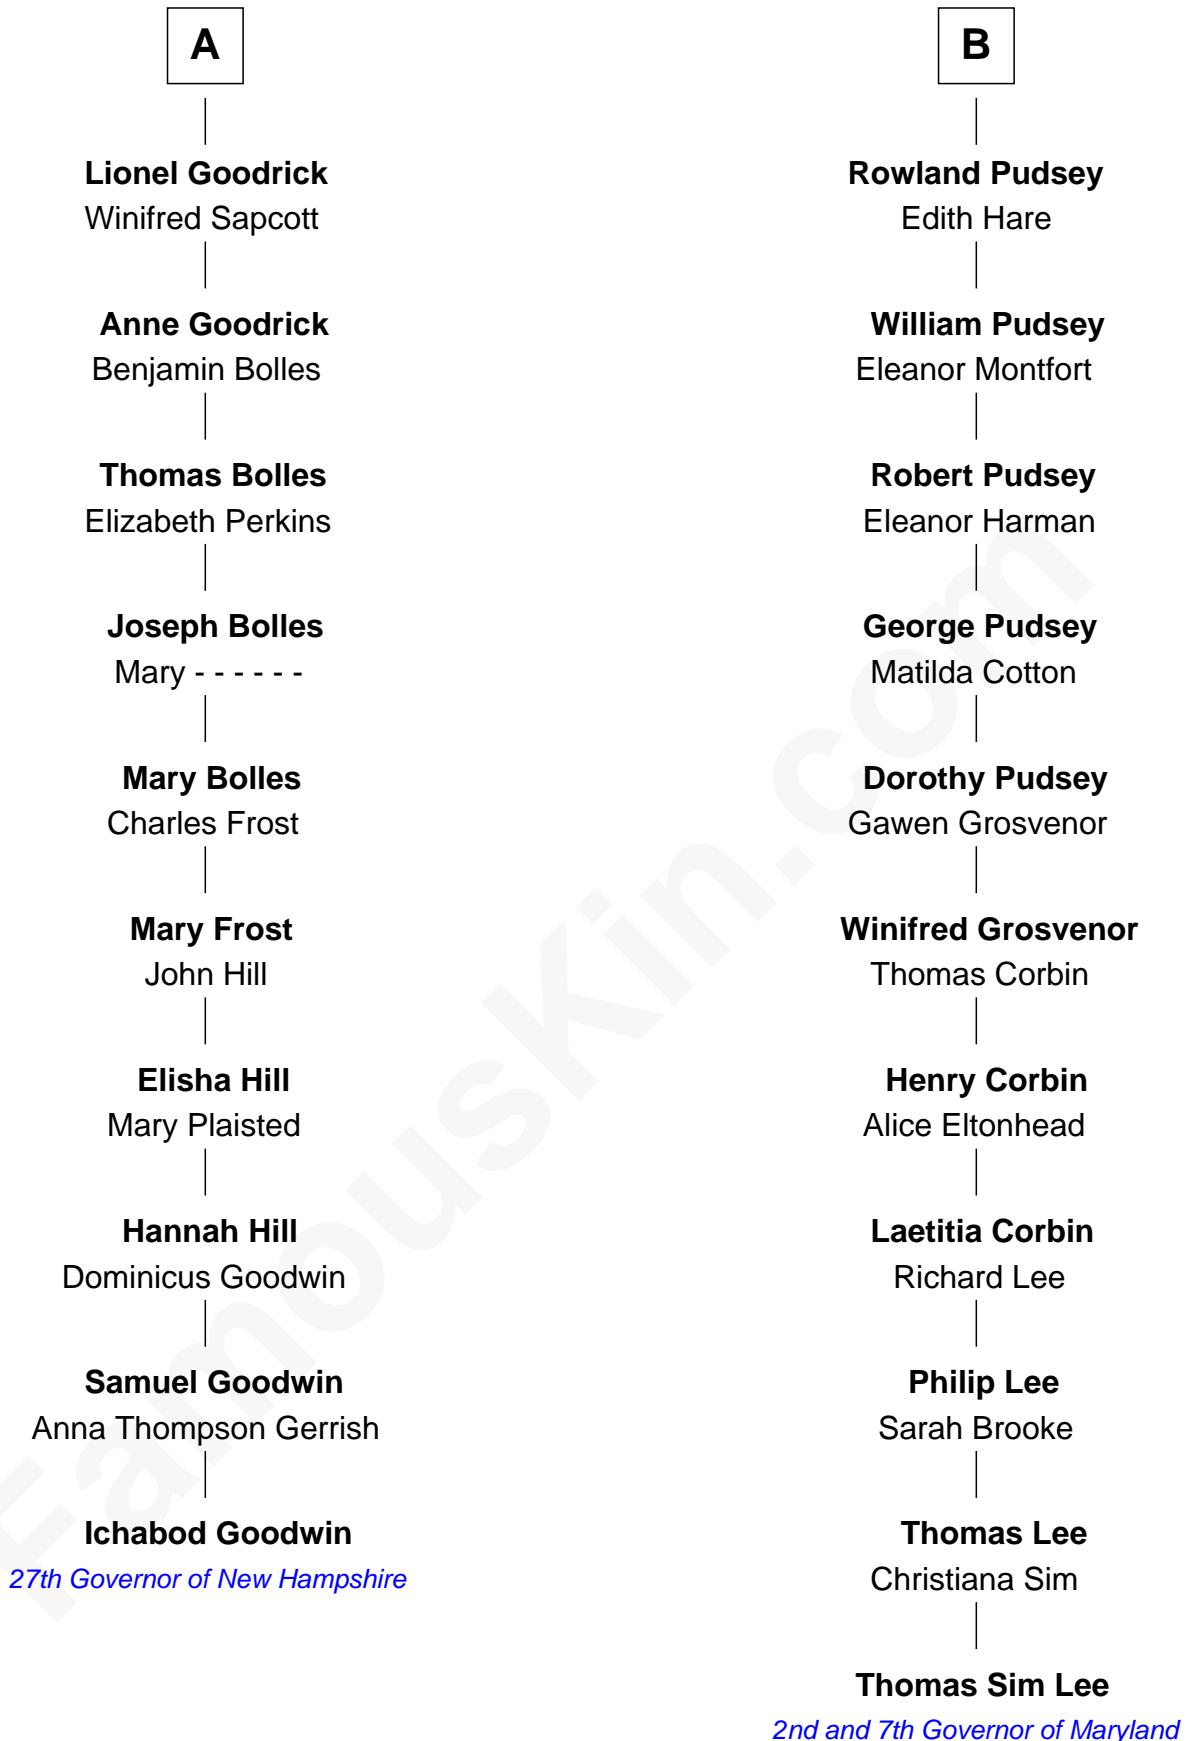 A
Lionel Goodrick
Winifred Sapcott
Anne Goodrick
Benjamin Bolles
Thomas Bolles
Elizabeth Perkins
Joseph Bolles
Mary - - - - - -
Mary Bolles
Charles Frost
Mary Frost
John Hill
Elisha Hill
Mary Plaisted
Hannah Hill
Dominicus Goodwin
Samuel Goodwin
Anna Thompson Gerrish
Ichabod Goodwin
27th Governor of New Hampshire
B
Rowland Pudsey
Edith Hare
William Pudsey
Eleanor Montfort
Robert Pudsey
Eleanor Harman
George Pudsey
Matilda Cotton
Dorothy Pudsey
Gawen Grosvenor
Winifred Grosvenor
Thomas Corbin
Henry Corbin
Alice Eltonhead
Laetitia Corbin
Richard Lee
Philip Lee
Sarah Brooke
Thomas Lee
Christiana Sim
Thomas Sim Lee
2nd and 7th Governor of Maryland
FamousKin.com